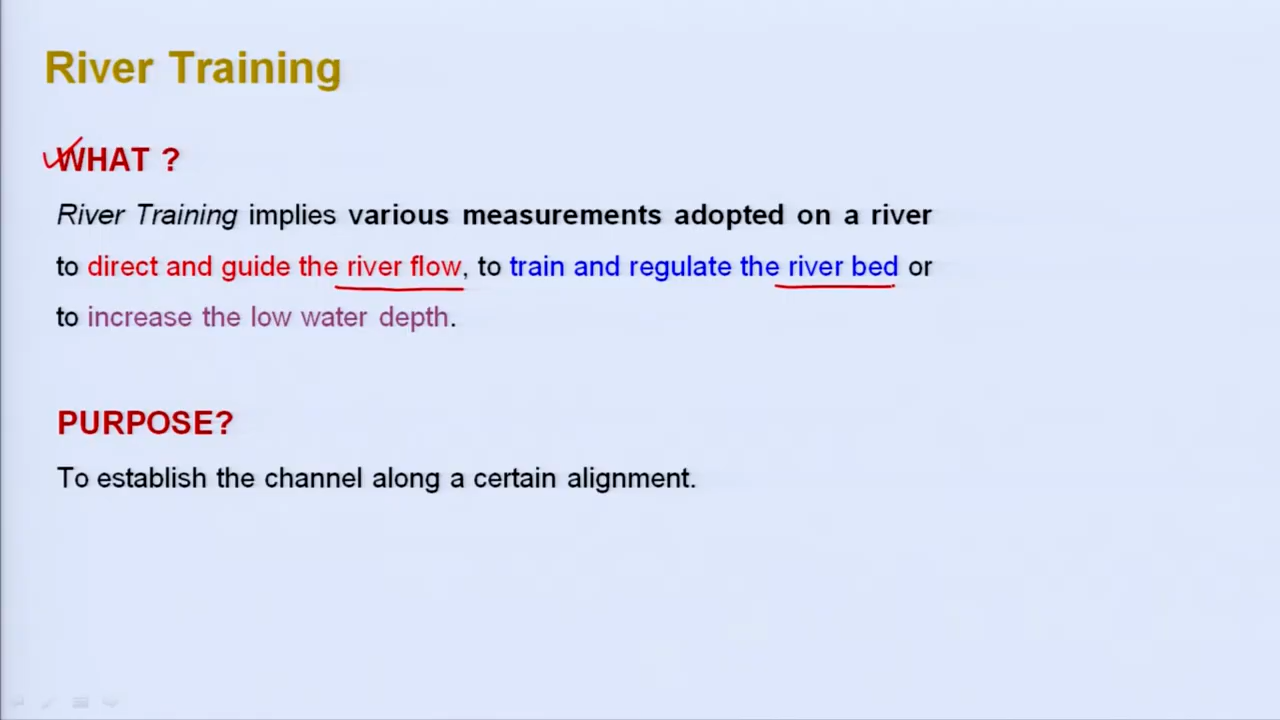 River Training
WHAT ?
River Training implies various measurements adopted on a river
to direct and guide the river flow, to train and regulate the river bed or
to increase the low water depth.
PURPOSE?
To establish the channel along a certain alignment.